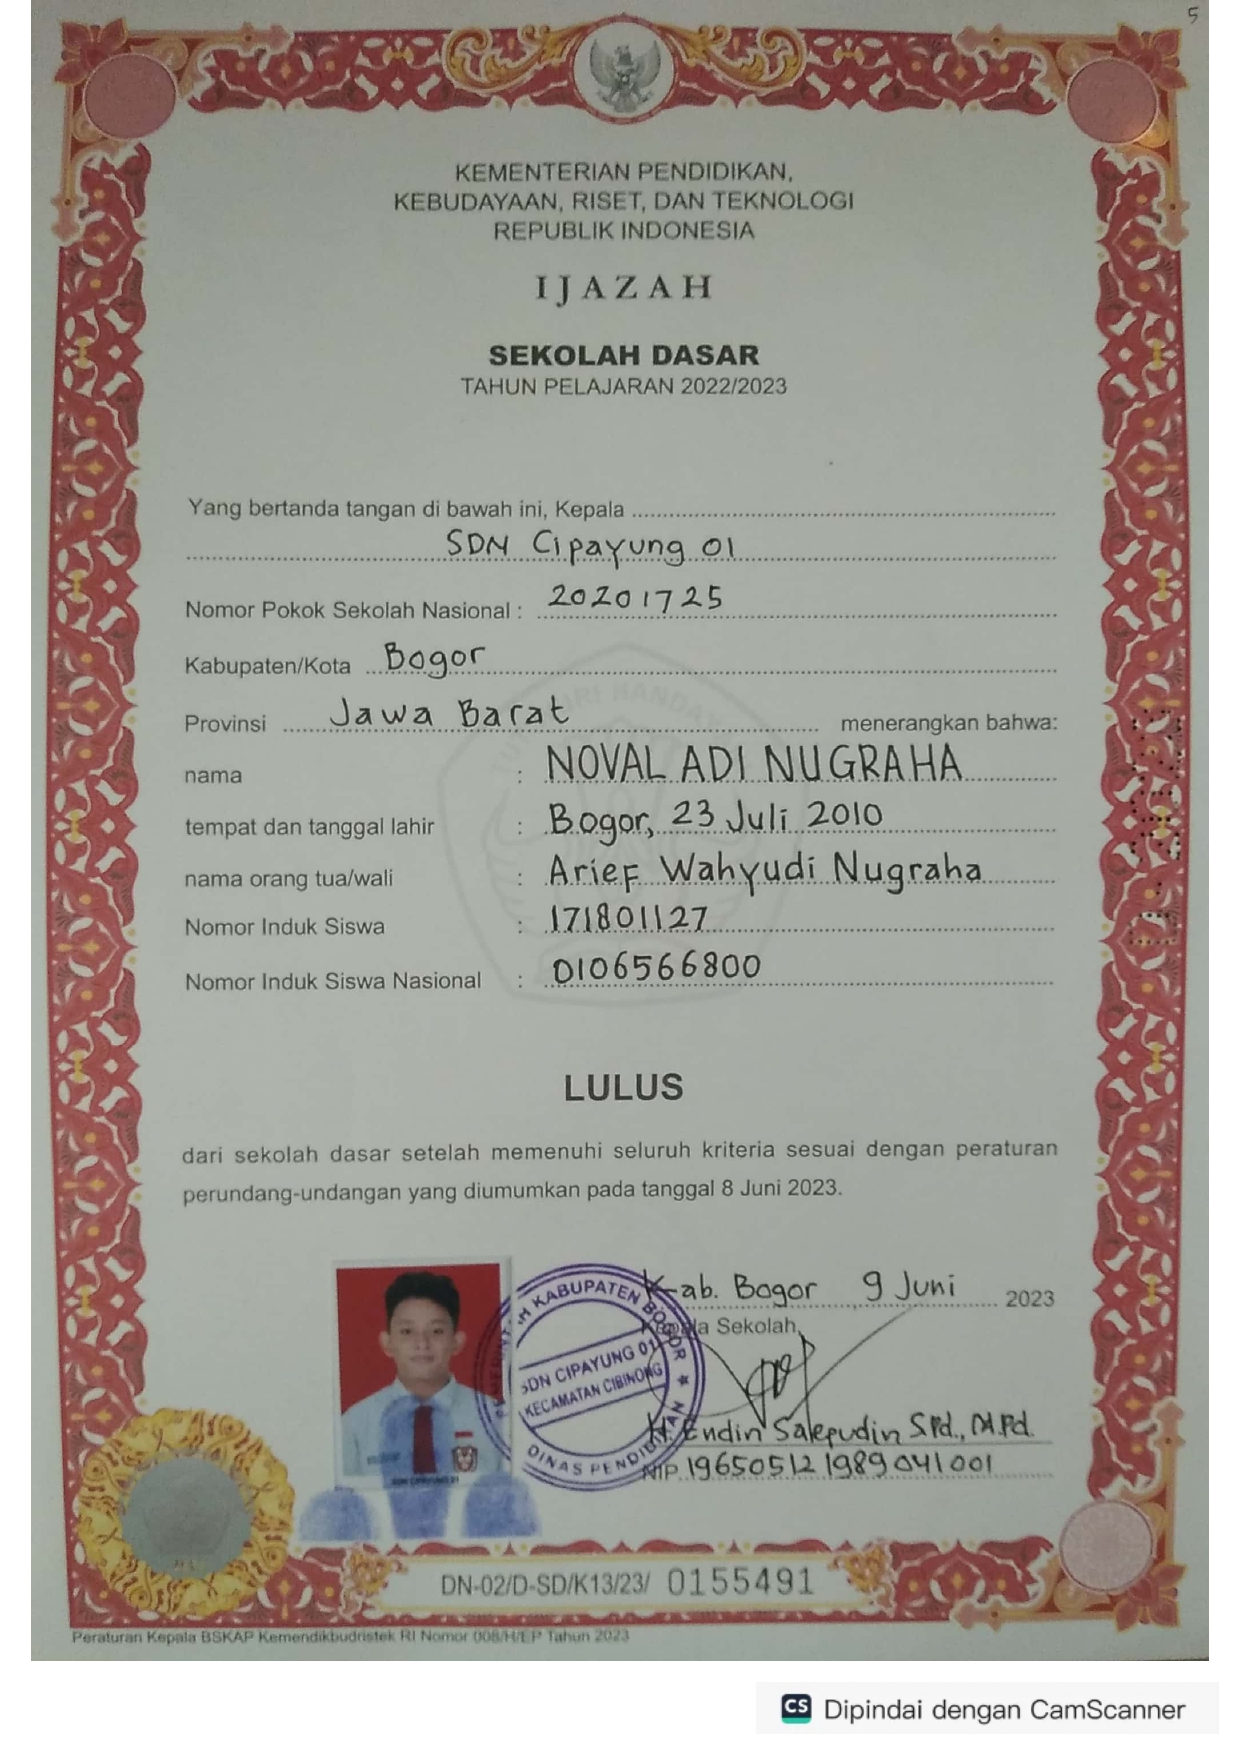 5
KEMENTERIAN PENDIDIKAN,
KEBUDAYAAN, RISET, DAN TEKNOLOGI
REPUBLIK INDONESIA
IJAZAH
SEKOLAH DASAR
TAHUN PELAJARAN 2022/2023
Yang bertanda tangan di bawah ini, Kepala
SDN Cipayung 01
Nomor Pokok Sekolah Nasional : 20201725
Kabupaten/Kota Bogor
Provinsi Jawa Barat menerangkan bahwa:
nama : NOVAL ADI NUGRAHA
tempat dan tanggal lahir : Bogor, 23 Juli 2010
nama orang tua/wali : Arief Wahyudi Nugraha
Nomor Induk Siswa : 171801127
Nomor Induk Siswa Nasional : 0106566800
LULUS
dari sekolah dasar setelah memenuhi seluruh kriteria sesuai dengan peraturan
perundang-undangan yang diumumkan pada tanggal 8 Juni 2023.
Kab. Bogor 9 Juni 2023
Kepala Sekolah,
KABUPATEN BOGOR
SDN CIPAYUNG 01
KECAMATAN CIBINONG
DINAS PENDIDIKAN
H. Endin Salepudin S.Pd., M.Pd.
NIP. 196505121989041001
DN-02/D-SD/K13/23/ 0155491
Peraturan Kepala BSKAP Kemendikbudristek RI Nomor 008/H/EP Tahun 2023
CS Dipindai dengan CamScanner